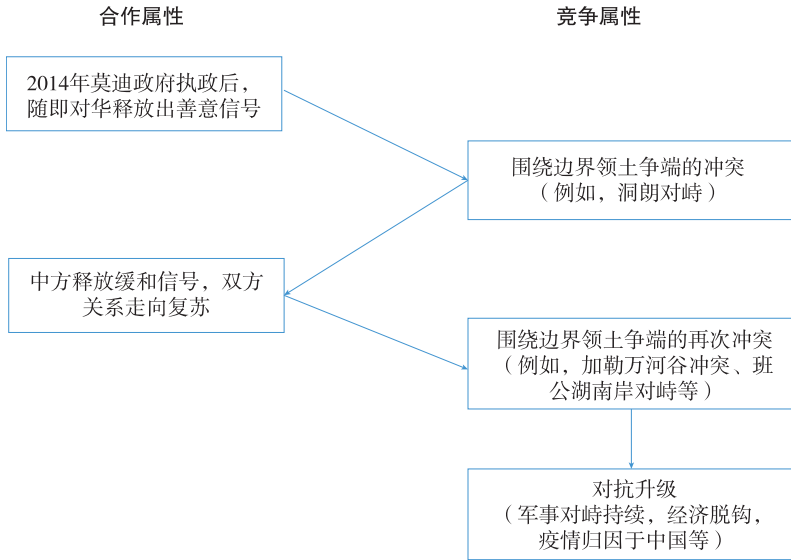 合作属性
竞争属性
2014年莫迪政府执政后，
随即对华释放出善意信号
围绕边界领土争端的冲突
（例如，洞朗对峙）
中方释放缓和信号，双方
关系走向复苏
围绕边界领土争端的再次冲突
（例如，加勒万河谷冲突、班
公湖南岸对峙等）
对抗升级
（军事对峙持续，经济脱钩，
疫情归因于中国等）